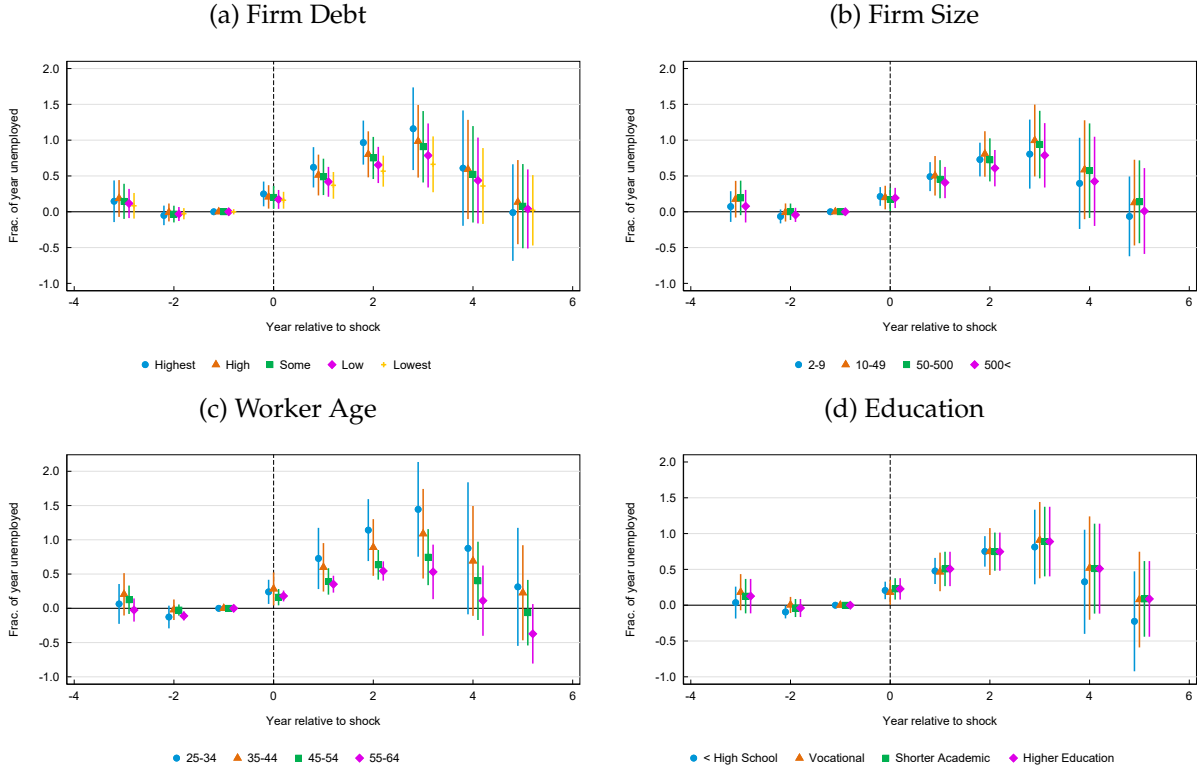 (a) Firm Debt
Frac. of year unemployed
2.0
1.5
1.0
0.5
0.0
-0.5
-1.0
-4 -2 0 2 4 6
Year relative to shock
Highest High Some Low Lowest
(b) Firm Size
Frac. of year unemployed
2.0
1.5
1.0
0.5
0.0
-0.5
-1.0
-4 -2 0 2 4 6
Year relative to shock
2-9 10-49 50-500 500<
(c) Worker Age
Frac. of year unemployed
2.0
1.5
1.0
0.5
0.0
-0.5
-1.0
-4 -2 0 2 4 6
Year relative to shock
25-34 35-44 45-54 55-64
(d) Education
Frac. of year unemployed
2.0
1.5
1.0
0.5
0.0
-0.5
-1.0
-4 -2 0 2 4 6
Year relative to shock
< High School Vocational Shorter Academic Higher Education